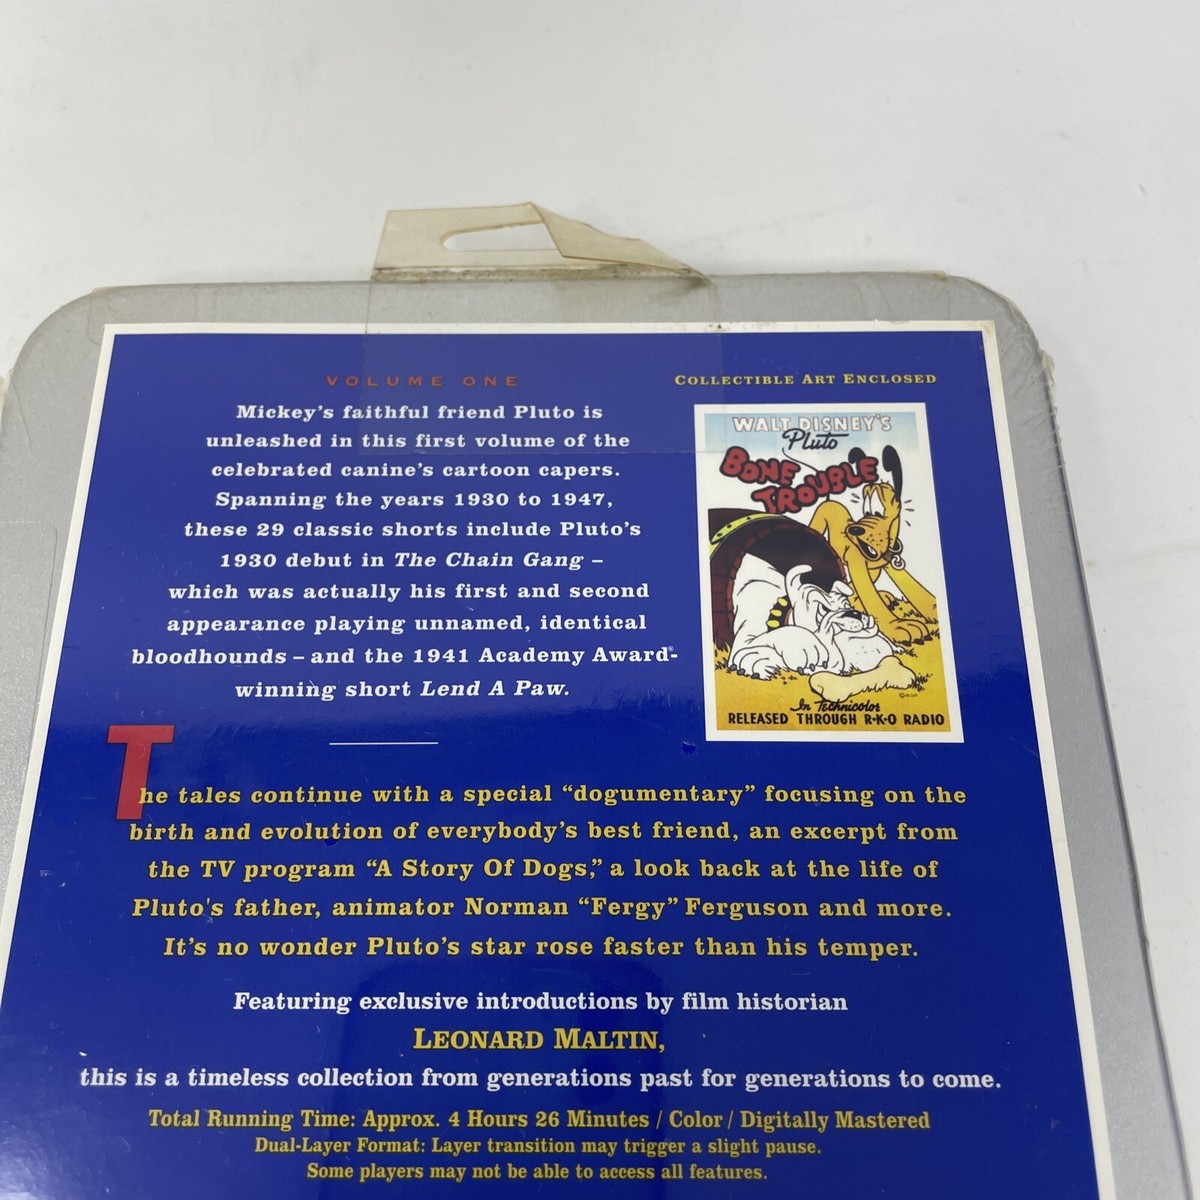 VOLUME ONE
Mickey's faithful friend Pluto is
unleashed in this first volume of the
celebrated canine's cartoon capers.
Spanning the years 1930 to 1947,
these 29 classic shorts include Pluto's
1930 debut in The Chain Gang –
which was actually his first and second
appearance playing unnamed, identical
bloodhounds – and the 1941 Academy Award®-
winning short Lend A Paw.
COLLECTIBLE ART ENCLOSED
WALT DISNEY'S
Pluto
BONE
TROUBLE
In Technicolor
RELEASED THROUGH R-K-O RADIO
The tales continue with a special “dogumentary” focusing on the
birth and evolution of everybody's best friend, an excerpt from
the TV program “A Story Of Dogs,” a look back at the life of
Pluto's father, animator Norman “Fergy” Ferguson and more.
It's no wonder Pluto's star rose faster than his temper.
Featuring exclusive introductions by film historian
LEONARD MALTIN,
this is a timeless collection from generations past for generations to come.
Total Running Time: Approx. 4 Hours 26 Minutes / Color / Digitally Mastered
Dual-Layer Format: Layer transition may trigger a slight pause.
Some players may not be able to access all features.